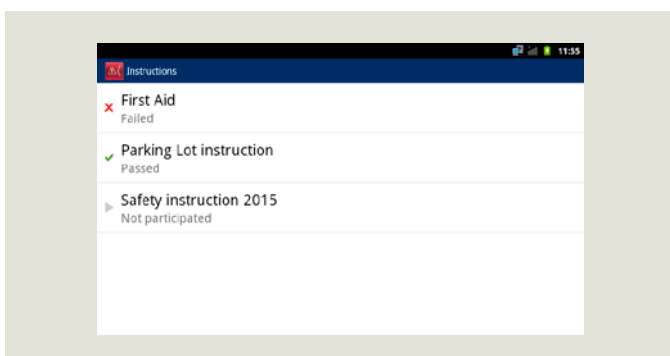 11:55
Instructions
First Aid
Failed
Parking Lot instruction
Passed
Safety instruction 2015
Not participated